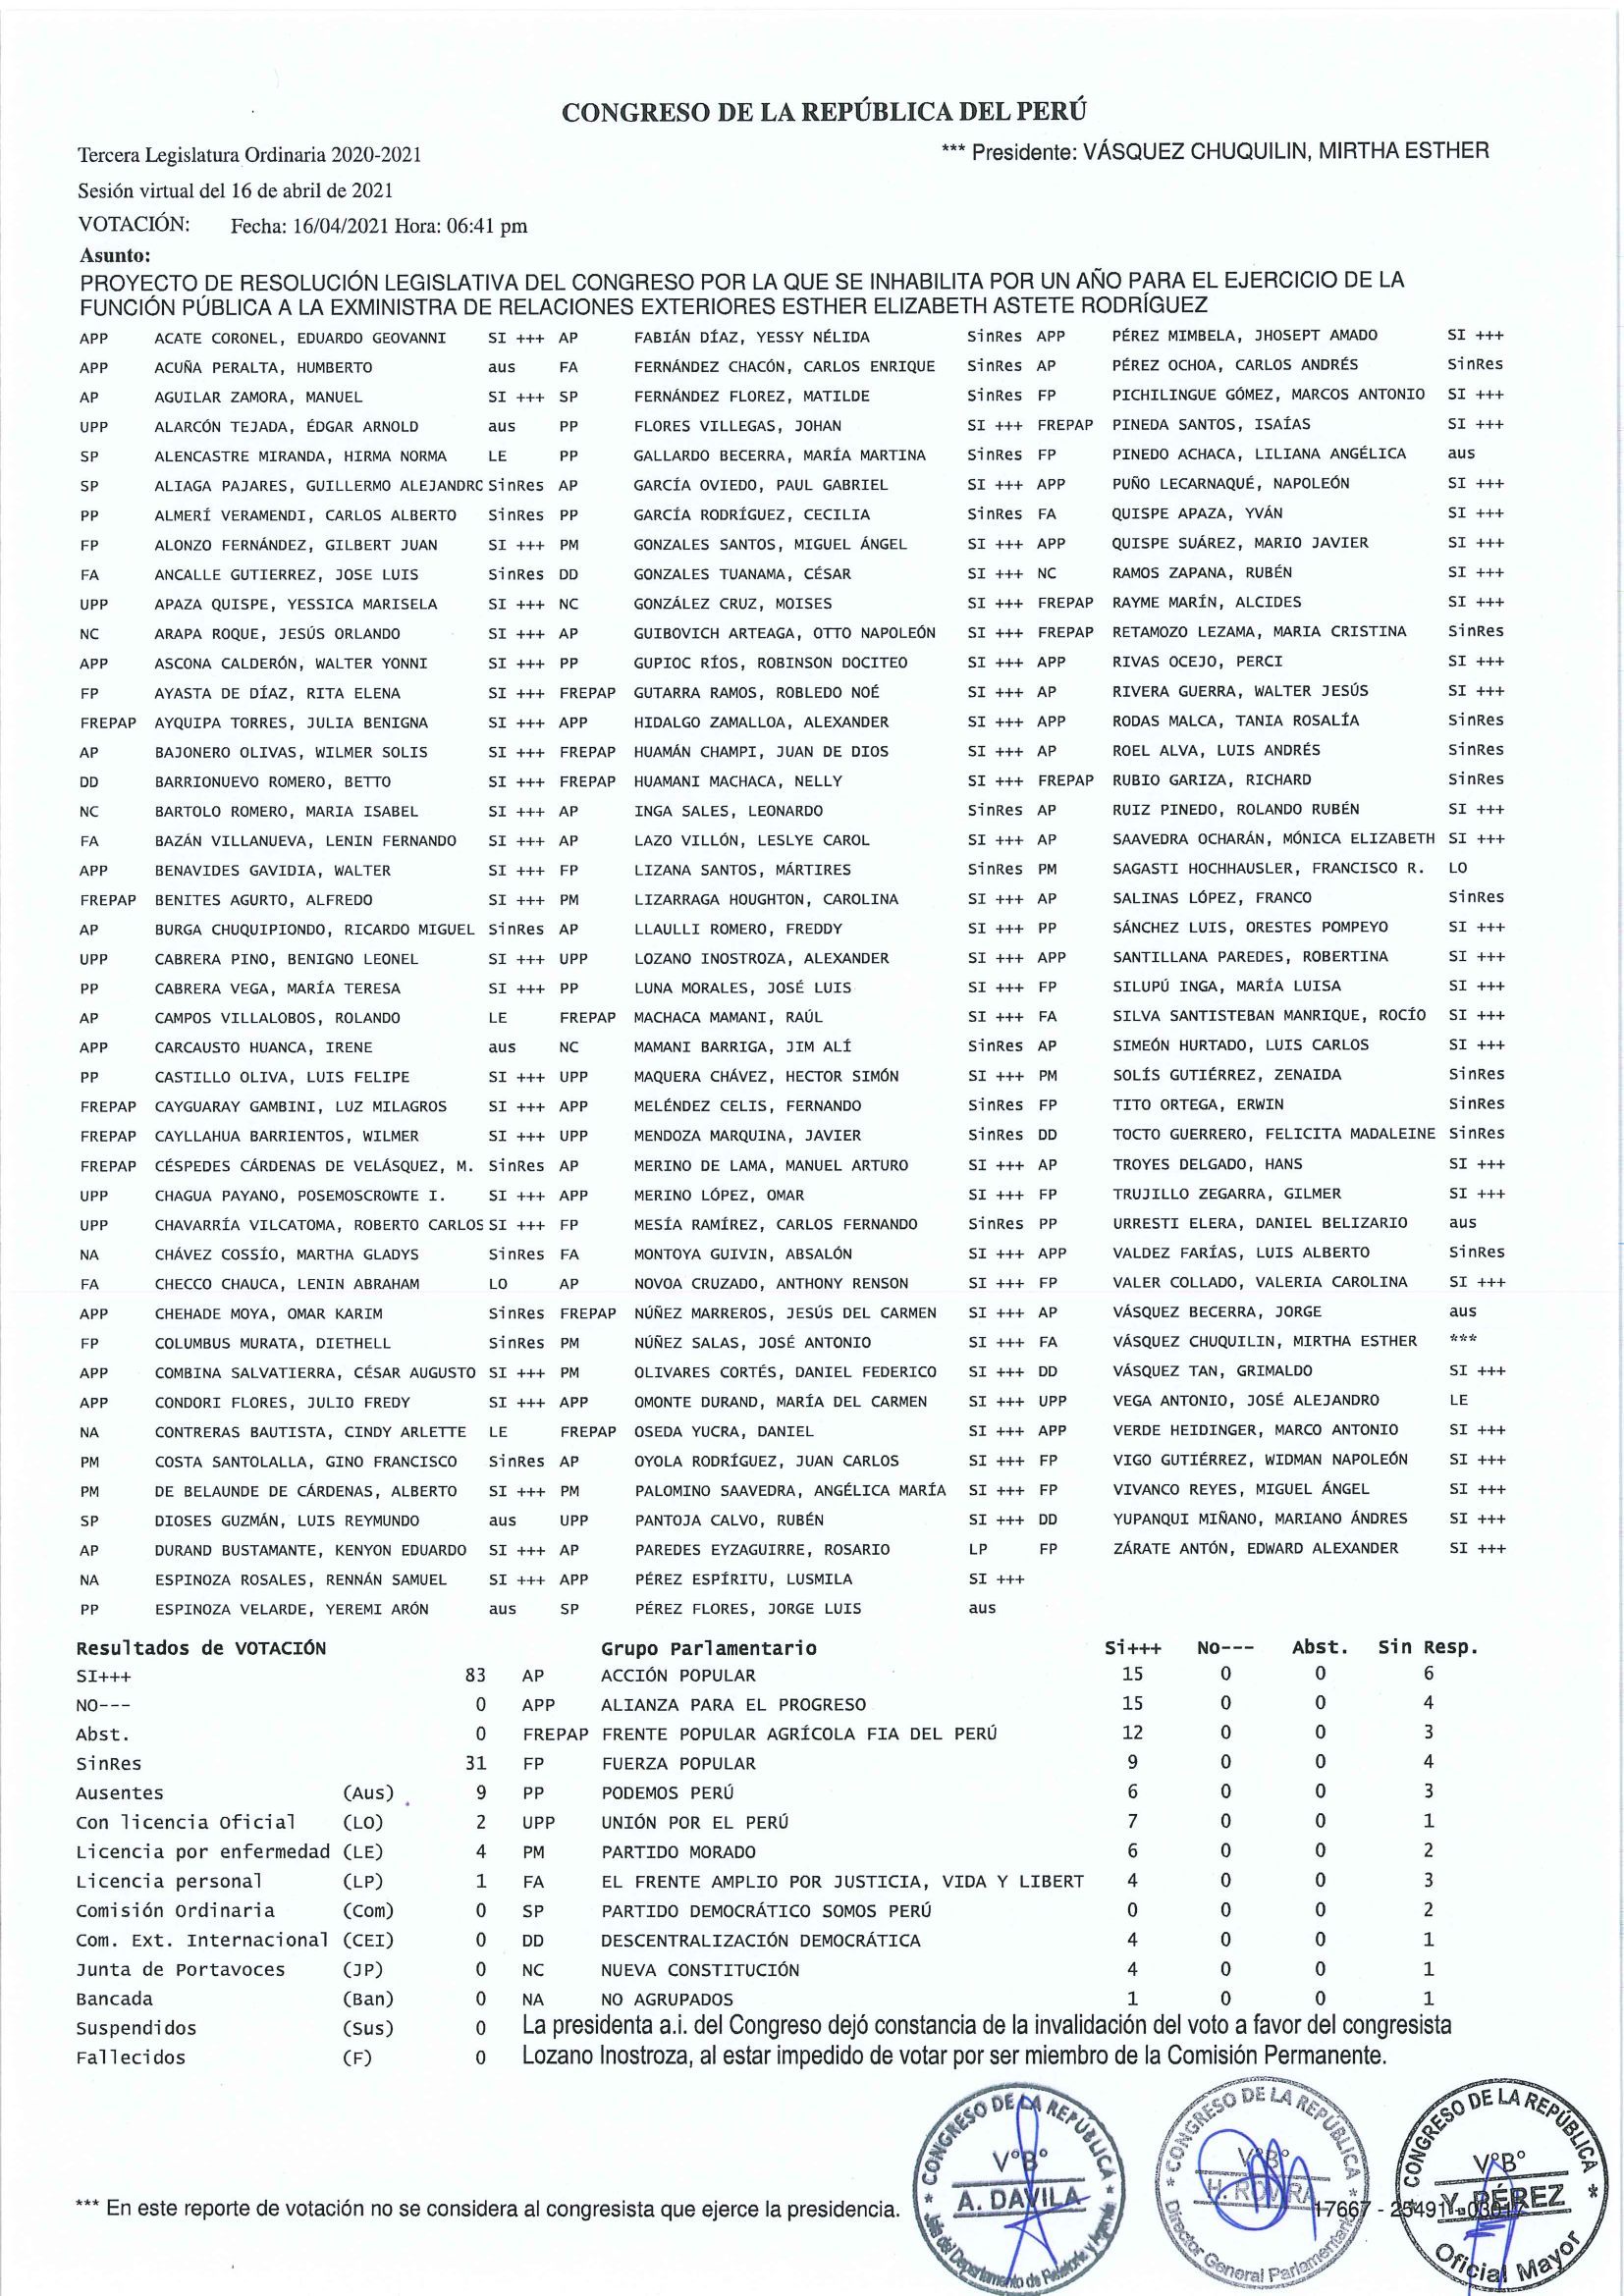 CONGRESO DE LA REPÚBLICA DEL PERÚ
Tercera Legislatura Ordinaria 2020-2021 *** Presidente: VÁSQUEZ CHUQUILIN, MIRTHA ESTHER
Sesión virtual del 16 de abril de 2021
VOTACIÓN: Fecha: 16/04/2021 Hora: 06:41 pm
Asunto:
PROYECTO DE RESOLUCIÓN LEGISLATIVA DEL CONGRESO POR LA QUE SE INHABILITA POR UN AÑO PARA EL EJERCICIO DE LA
FUNCIÓN PÚBLICA A LA EXMINISTRA DE RELACIONES EXTERIORES ESTHER ELIZABETH ASTETE RODRÍGUEZ
APP ACATE CORONEL, EDUARDO GEOVANNI SI +++ AP FABIÁN DÍAZ, YESSY NÉLIDA SinRes APP PÉREZ MIMBELA, JHOSEPT AMADO SI +++
APP ACUÑA PERALTA, HUMBERTO aus FA FERNÁNDEZ CHACÓN, CARLOS ENRIQUE SinRes AP PÉREZ OCHOA, CARLOS ANDRÉS SinRes
AP AGUILAR ZAMORA, MANUEL SI +++ SP FERNÁNDEZ FLOREZ, MATILDE SinRes FP PICHILINGUE GÓMEZ, MARCOS ANTONIO SI +++
UPP ALARCÓN TEJADA, ÉDGAR ARNOLD aus PP FLORES VILLEGAS, JOHAN SI +++ FREPAP PINEDA SANTOS, ISAÍAS SI +++
SP ALENCASTRE MIRANDA, HIRMA NORMA LE PP GALLARDO BECERRA, MARÍA MARTINA SinRes FP PINEDO ACHACA, LILIANA ANGÉLICA aus
SP ALIAGA PAJARES, GUILLERMO ALEJANDRO SinRes AP GARCÍA OVIEDO, PAUL GABRIEL SI +++ APP PUÑO LECARNAQUÉ, NAPOLEÓN SI +++
PP ALMERÍ VERAMENDI, CARLOS ALBERTO SinRes PP GARCÍA RODRÍGUEZ, CECILIA SinRes FA QUISPE APAZA, YVÁN SI +++
FP ALONZO FERNÁNDEZ, GILBERT JUAN SI +++ PM GONZALES SANTOS, MIGUEL ÁNGEL SI +++ APP QUISPE SUÁREZ, MARIO JAVIER SI +++
FA ANCALLE GUTIERREZ, JOSE LUIS SinRes DD GONZALES TUANAMA, CÉSAR SI +++ NC RAMOS ZAPANA, RUBÉN SI +++
UPP APAZA QUISPE, YESSICA MARISELA SI +++ NC GONZÁLEZ CRUZ, MOISES SI +++ FREPAP RAYME MARÍN, ALCIDES SI +++
NC ARAPA ROQUE, JESÚS ORLANDO SI +++ AP GUIBOVICH ARTEAGA, OTTO NAPOLEÓN SI +++ FREPAP RETAMOZO LEZAMA, MARIA CRISTINA SinRes
APP ASCONA CALDERÓN, WALTER YONNI SI +++ PP GUPIOC RÍOS, ROBINSON DOCITEO SI +++ APP RIVAS OCEJO, PERCI SI +++
FP AYASTA DE DÍAZ, RITA ELENA SI +++ FREPAP GUTARRA RAMOS, ROBLEDO NOÉ SI +++ AP RIVERA GUERRA, WALTER JESÚS SI +++
FREPAP AYQUIPA TORRES, JULIA BENIGNA SI +++ APP HIDALGO ZAMALLOA, ALEXANDER SI +++ APP RODAS MALCA, TANIA ROSALÍA SinRes
AP BAJONERO OLIVAS, WILMER SOLIS SI +++ FREPAP HUAMÁN CHAMPI, JUAN DE DIOS SI +++ AP ROEL ALVA, LUIS ANDRÉS SinRes
DD BARRIONUEVO ROMERO, BETTO SI +++ FREPAP HUAMANI MACHACA, NELLY SI +++ FREPAP RUBIO GARIZA, RICHARD SinRes
NC BARTOLO ROMERO, MARIA ISABEL SI +++ AP INGA SALES, LEONARDO SinRes AP RUIZ PINEDO, ROLANDO RUBÉN SI +++
FA BAZÁN VILLANUEVA, LENIN FERNANDO SI +++ AP LAZO VILLÓN, LESLYE CAROL SI +++ AP SAAVEDRA OCHARÁN, MÓNICA ELIZABETH SI +++
APP BENAVIDES GAVIDIA, WALTER SI +++ FP LIZANA SANTOS, MÁRTIRES SinRes PM SAGASTI HOCHHAUSLER, FRANCISCO R. LO
FREPAP BENITES AGURTO, ALFREDO SI +++ PM LIZARRAGA HOUGHTON, CAROLINA SI +++ AP SALINAS LÓPEZ, FRANCO SinRes
AP BURGA CHUQUIPIONDO, RICARDO MIGUEL SinRes AP LLAULLI ROMERO, FREDDY SI +++ PP SÁNCHEZ LUIS, ORESTES POMPEYO SI +++
UPP CABRERA PINO, BENIGNO LEONEL SI +++ UPP LOZANO INOSTROZA, ALEXANDER SI +++ APP SANTILLANA PAREDES, ROBERTINA SI +++
PP CABRERA VEGA, MARÍA TERESA SI +++ PP LUNA MORALES, JOSÉ LUIS SI +++ FP SILUPÚ INGA, MARÍA LUISA SI +++
AP CAMPOS VILLALOBOS, ROLANDO LE FREPAP MACHACA MAMANI, RAÚL SI +++ FA SILVA SANTISTEBAN MANRIQUE, ROCÍO SI +++
APP CARCAUSTO HUANCA, IRENE aus NC MAMANI BARRIGA, JIM ALÍ SinRes AP SIMEÓN HURTADO, LUIS CARLOS SI +++
PP CASTILLO OLIVA, LUIS FELIPE SI +++ UPP MAQUERA CHÁVEZ, HECTOR SIMÓN SI +++ PM SOLÍS GUTIÉRREZ, ZENAIDA SinRes
FREPAP CAYGUARAY GAMBINI, LUZ MILAGROS SI +++ APP MELÉNDEZ CELIS, FERNANDO SinRes FP TITO ORTEGA, ERWIN SinRes
FREPAP CAYLLAHUA BARRIENTOS, WILMER SI +++ UPP MENDOZA MARQUINA, JAVIER SinRes DD TOCTO GUERRERO, FELICITA MADALEINE SinRes
FREPAP CÉSPEDES CÁRDENAS DE VELÁSQUEZ, M. SinRes AP MERINO DE LAMA, MANUEL ARTURO SI +++ AP TROYES DELGADO, HANS SI +++
UPP CHAGUA PAYANO, POSEMOSCROWTE I. SI +++ APP MERINO LÓPEZ, OMAR SI +++ FP TRUJILLO ZEGARRA, GILMER SI +++
UPP CHAVARRÍA VILCATOMA, ROBERTO CARLOS SI +++ FP MESÍA RAMÍREZ, CARLOS FERNANDO SinRes PP URRESTI ELERA, DANIEL BELIZARIO aus
NA CHÁVEZ COSSÍO, MARTHA GLADYS SinRes FA MONTOYA GUIVIN, ABSALÓN SI +++ APP VALDEZ FARÍAS, LUIS ALBERTO SinRes
FA CHECCO CHAUCA, LENIN ABRAHAM LO AP NOVOA CRUZADO, ANTHONY RENSON SI +++ FP VALER COLLADO, VALERIA CAROLINA SI +++
APP CHEHADE MOYA, OMAR KARIM SinRes FREPAP NÚÑEZ MARREROS, JESÚS DEL CARMEN SI +++ AP VÁSQUEZ BECERRA, JORGE aus
FP COLUMBUS MURATA, DIETHELL SinRes PM NÚÑEZ SALAS, JOSÉ ANTONIO SI +++ FA VÁSQUEZ CHUQUILIN, MIRTHA ESTHER ***
APP COMBINA SALVATIERRA, CÉSAR AUGUSTO SI +++ PM OLIVARES CORTÉS, DANIEL FEDERICO SI +++ DD VÁSQUEZ TAN, GRIMALDO SI +++
APP CONDORI FLORES, JULIO FREDY SI +++ APP OMONTE DURAND, MARÍA DEL CARMEN SI +++ UPP VEGA ANTONIO, JOSÉ ALEJANDRO LE
NA CONTRERAS BAUTISTA, CINDY ARLETTE LE FREPAP OSEDA YUCRA, DANIEL SI +++ APP VERDE HEIDINGER, MARCO ANTONIO SI +++
PM COSTA SANTOLALLA, GINO FRANCISCO SinRes AP OYOLA RODRÍGUEZ, JUAN CARLOS SI +++ FP VIGO GUTIÉRREZ, WIDMAN NAPOLEÓN SI +++
PM DE BELAUNDE DE CÁRDENAS, ALBERTO SI +++ PM PALOMINO SAAVEDRA, ANGÉLICA MARÍA SI +++ FP VIVANCO REYES, MIGUEL ÁNGEL SI +++
SP DIOSES GUZMÁN, LUIS REYMUNDO aus UPP PANTOJA CALVO, RUBÉN SI +++ DD YUPANQUI MIÑANO, MARIANO ÁNDRES SI +++
AP DURAND BUSTAMANTE, KENYON EDUARDO SI +++ AP PAREDES EYZAGUIRRE, ROSARIO LP FP ZÁRATE ANTÓN, EDWARD ALEXANDER SI +++
NA ESPINOZA ROSALES, RENNÁN SAMUEL SI +++ APP PÉREZ ESPÍRITU, LUSMILA SI +++
PP ESPINOZA VELARDE, YEREMI ARÓN aus SP PÉREZ FLORES, JORGE LUIS aus
Resultados de VOTACIÓN Grupo Parlamentario Si+++ No--- Abst. Sin Resp.
SI+++ 83 AP ACCIÓN POPULAR 15 0 0 6
NO--- 0 APP ALIANZA PARA EL PROGRESO 15 0 0 4
Abst. 0 FREPAP FRENTE POPULAR AGRÍCOLA FIA DEL PERÚ 12 0 0 3
SinRes 31 FP FUERZA POPULAR 9 0 0 4
Ausentes (Aus) 9 PP PODEMOS PERÚ 6 0 0 3
Con licencia Oficial (LO) 2 UPP UNIÓN POR EL PERÚ 7 0 0 1
Licencia por enfermedad (LE) 4 PM PARTIDO MORADO 6 0 0 2
Licencia personal (LP) 1 FA EL FRENTE AMPLIO POR JUSTICIA, VIDA Y LIBERT 4 0 0 3
Comisión Ordinaria (Com) 0 SP PARTIDO DEMOCRÁTICO SOMOS PERÚ 0 0 0 2
Com. Ext. Internacional (CEI) 0 DD DESCENTRALIZACIÓN DEMOCRÁTICA 4 0 0 1
Junta de Portavoces (JP) 0 NC NUEVA CONSTITUCIÓN 4 0 0 1
Bancada (Ban) 0 NA NO AGRUPADOS 1 0 0 1
Suspendidos (Sus) 0 La presidenta a.i. del Congreso dejó constancia de la invalidación del voto a favor del congresista
Fallecidos (F) 0 Lozano Inostroza, al estar impedido de votar por ser miembro de la Comisión Permanente.
* CONGRESO DE LA REPÚBLICA *
V°B°
A. DAVILA
Jefa del Departamento de Relatoría y Agenda
* CONGRESO DE LA REPÚBLICA *
V°B°
H. ROVIRA
Director General Parlamentario
* CONGRESO DE LA REPÚBLICA *
V°B°
Y. PÉREZ
Oficial Mayor
*** En este reporte de votación no se considera al congresista que ejerce la presidencia.
17667 -